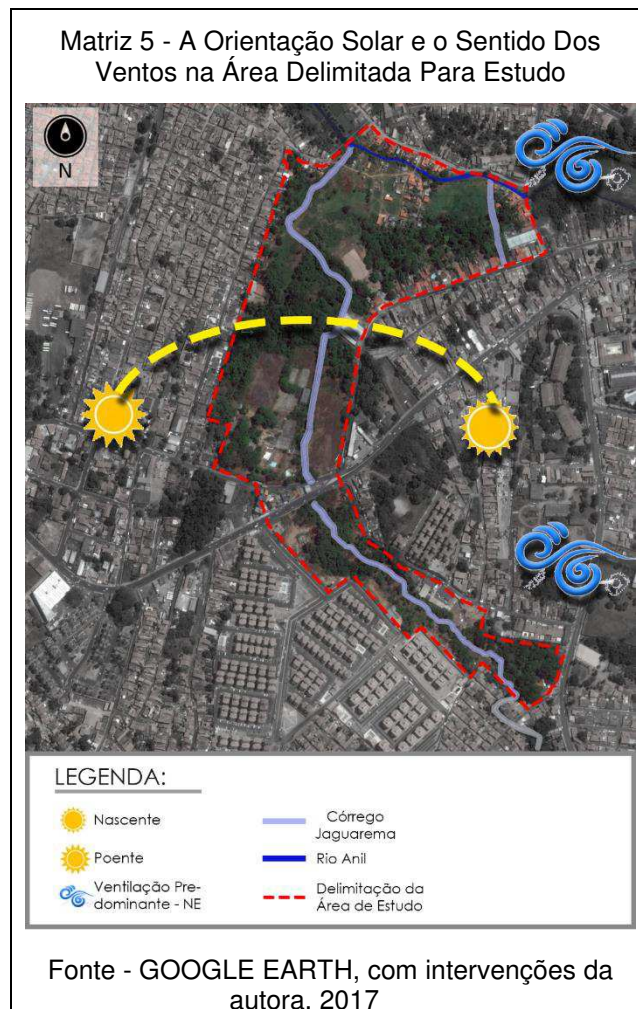 Matriz 5 - A Orientação Solar e o Sentido Dos
Ventos na Área Delimitada Para Estudo
N
LEGENDA:
Nascente
Poente
Ventilação Pre-
dominante - NE
Córrego
Jaguarema
Rio Anil
Delimitação da
Área de Estudo
Fonte - GOOGLE EARTH, com intervenções da
autora, 2017